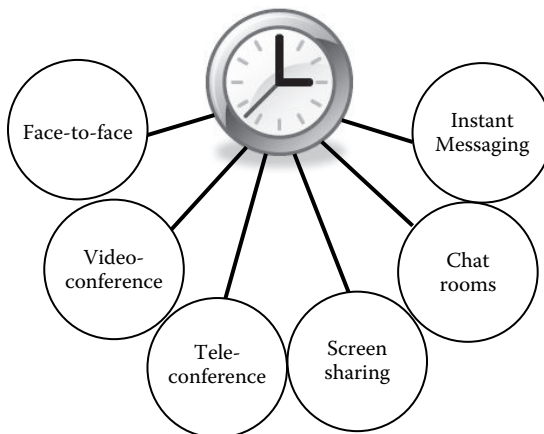 Face-to-face
Video-
conference
Tele-
conference
Screen
sharing
Chat
rooms
Instant
Messaging